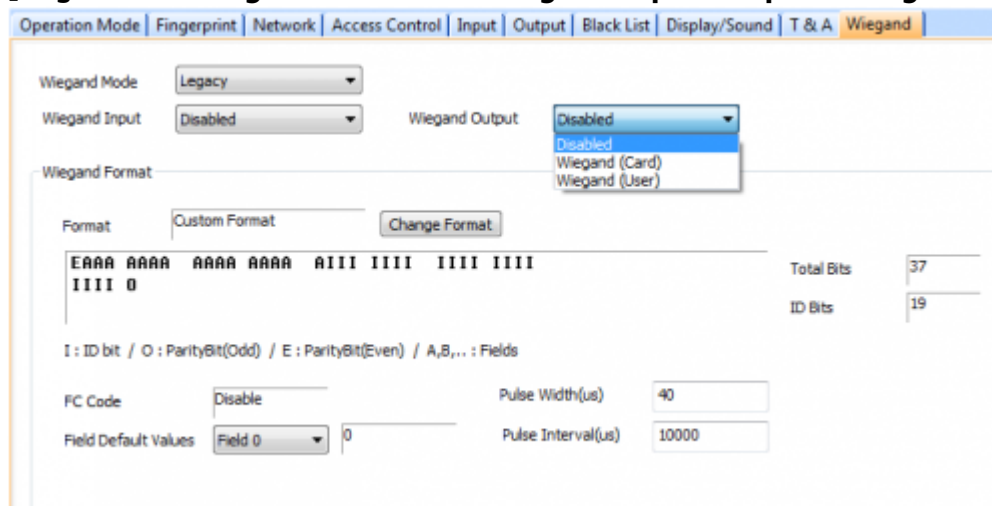 Operation Mode Fingerprint Network Access Control Input Output Black List Display/Sound T & A Wiegand
Wiegand Mode Legacy
Wiegand Input Disabled Wiegand Output Disabled
Disabled
Wiegand (Card)
Wiegand (User)
Wiegand Format
Format Custom Format Change Format
EAAA AAAA AAAA AAAA AIII IIII IIII IIII
IIII O
Total Bits 37
ID Bits 19
I : ID bit / O : ParityBit(Odd) / E : ParityBit(Even) / A,B,.. : Fields
FC Code Disable Pulse Width(us) 40
Field Default Values Field 0 0 Pulse Interval(us) 10000